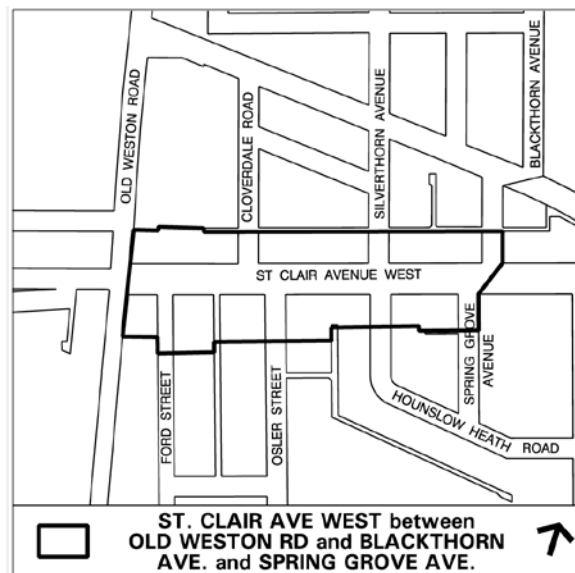 OLD WESTON ROAD
CLOVERDALE ROAD
SILVERTHORN AVENUE
BLACKTHORN AVENUE
ST CLAIR AVENUE WEST
FORD STREET
OSLER STREET
SPRING GROVE
AVENUE
HOUNSLOW HEATH ROAD
ST. CLAIR AVE WEST between
OLD WESTON RD and BLACKTHORN
AVE. and SPRING GROVE AVE.